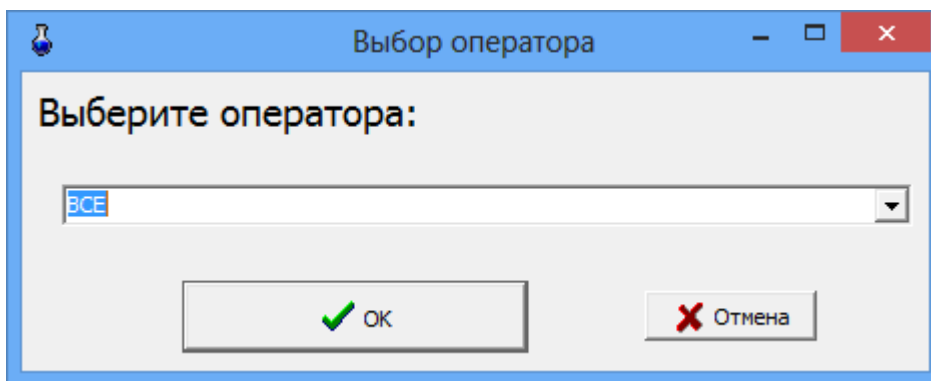 Выбор оператора
Выберите оператора:
ВСЕ
ОК
Отмена